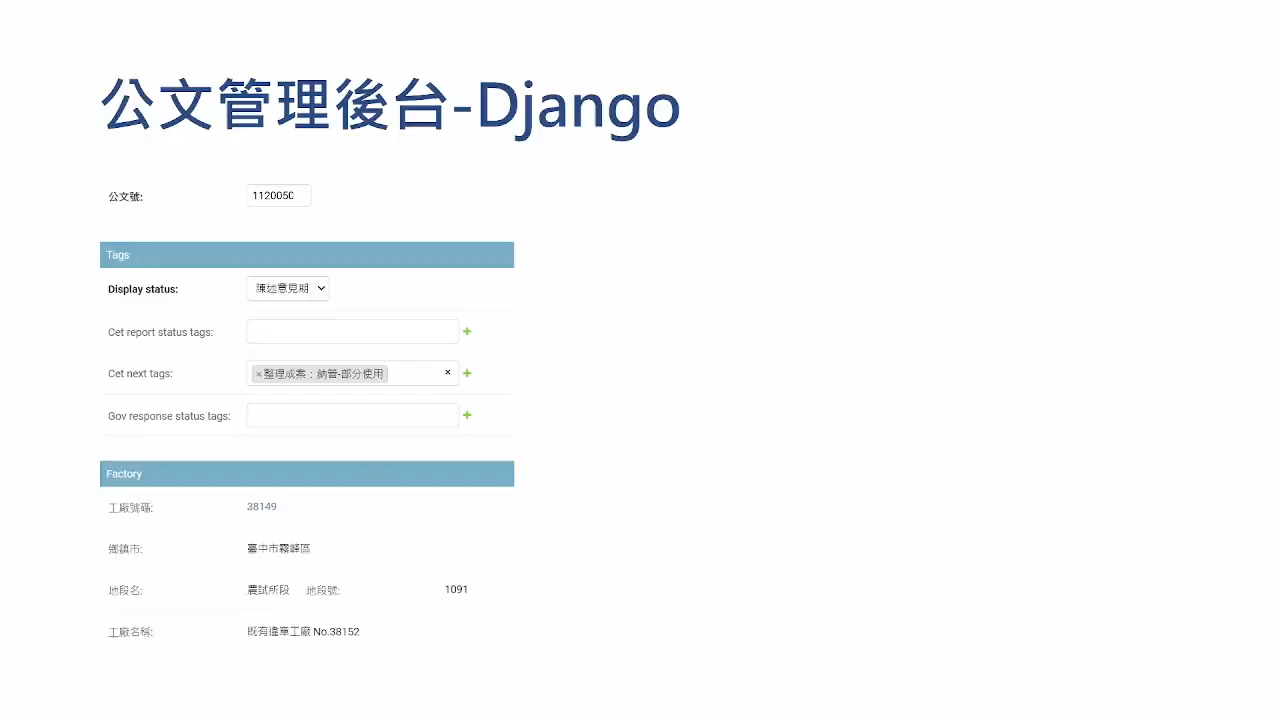 公文管理後台-Django
公文號: 1120050
Tags
Display status: 陳述意見期
Cet report status tags:
Cet next tags: ×整理成案：納管-部分使用 ×
Gov response status tags:
Factory
工廠號碼: 38149
鄉鎮市: 臺中市霧峰區
地段名: 農試所段 地段號: 1091
工廠名稱: 既有違章工廠 No.38152